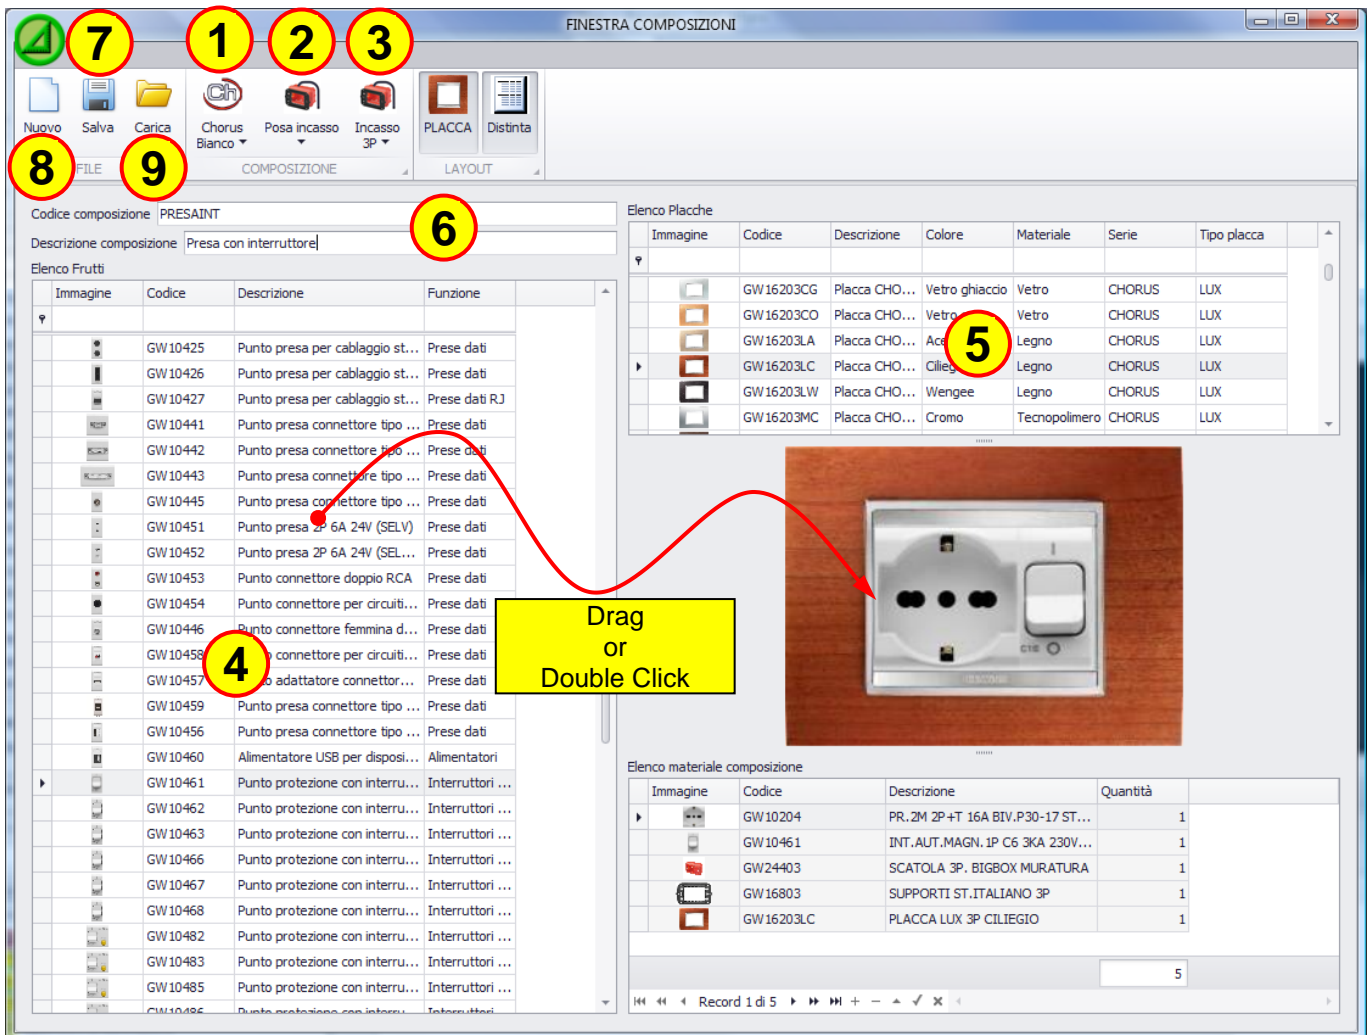 FINESTRA COMPOSIZIONI
7
1
2
3
Nuovo
Salva
Carica
Ch
Chorus
Bianco
Posa incasso
Incasso
3P
PLACCA
Distinta
8
FILE
9
COMPOSIZIONE
LAYOUT
Codice composizione PRESAINT
6
Descrizione composizione Presa con interruttore
Elenco Frutti
Immagine Codice Descrizione Funzione
GW10425 Punto presa per cablaggio st... Prese dati
GW10426 Punto presa per cablaggio st... Prese dati
GW10427 Punto presa per cablaggio st... Prese dati RJ
GW10441 Punto presa connettore tipo ... Prese dati
GW10442 Punto presa connettore tipo ... Prese dati
GW10443 Punto presa connettore tipo ... Prese dati
GW10445 Punto presa connettore tipo ... Prese dati
GW10451 Punto presa 2P 6A 24V (SELV) Prese dati
GW10452 Punto presa 2P 6A 24V (SEL... Prese dati
GW10453 Punto connettore doppio RCA Prese dati
GW10454 Punto connettore per circuiti... Prese dati
GW10446 Punto connettore femmina d... Prese dati
GW10458 connettore per circuiti... Prese dati
4
GW10457 adattatore connettor... Prese dati
GW10459 Punto presa connettore tipo ... Prese dati
GW10456 Punto presa connettore tipo ... Prese dati
GW10460 Alimentatore USB per disposi... Alimentatori
GW10461 Punto protezione con interru... Interruttori ...
GW10462 Punto protezione con interru... Interruttori ...
GW10463 Punto protezione con interru... Interruttori ...
GW10466 Punto protezione con interru... Interruttori ...
GW10467 Punto protezione con interru... Interruttori ...
GW10468 Punto protezione con interru... Interruttori ...
GW10482 Punto protezione con interru... Interruttori ...
GW10483 Punto protezione con interru... Interruttori ...
GW10485 Punto protezione con interru... Interruttori ...
GW10486 Punto protezione con interru... Interruttori ...
Elenco Placche
Immagine Codice Descrizione Colore Materiale Serie Tipo placca
GW16203CG Placca CHO... Vetro ghiaccio Vetro CHORUS LUX
GW16203CO Placca CHO... Vetro Vetro CHORUS LUX
GW16203LA Placca CHO... Legno CHORUS LUX
5
GW16203LC Placca CHO... Legno CHORUS LUX
GW16203LW Placca CHO... Wengee Legno CHORUS LUX
GW16203MC Placca CHO... Cromo Tecnopolimero CHORUS LUX
C16
Drag
or
Double Click
Elenco materiale composizione
Immagine Codice Descrizione Quantità
GW10204 PR.2M 2P+T 16A BIV.P30-17 ST... 1
GW10461 INT.AUT.MAGN.1P C6 3KA 230V... 1
GW24403 SCATOLA 3P. BIGBOX MURATURA 1
GW16803 SUPPORTI ST.ITALIANO 3P 1
GW16203LC PLACCA LUX 3P CILIEGIO 1
5
Record 1 di 5